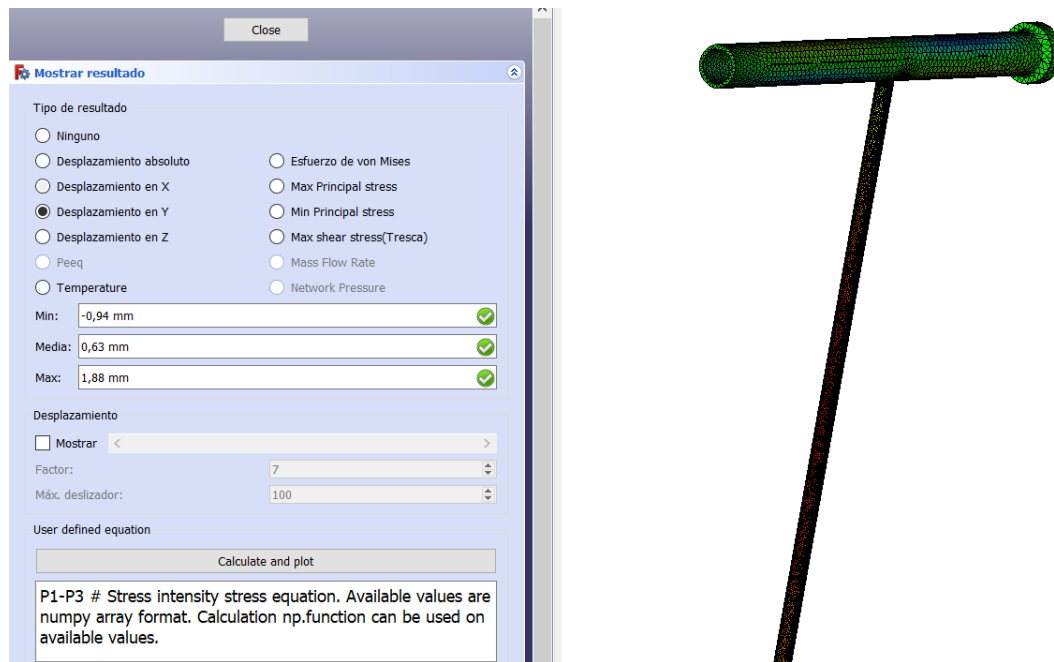 Close
Mostrar resultado
Tipo de resultado
Ninguno
Desplazamiento absoluto
Esfuerzo de von Mises
Desplazamiento en X
Max Principal stress
Desplazamiento en Y
Min Principal stress
Desplazamiento en Z
Max shear stress(Tresca)
Peeq
Mass Flow Rate
Temperature
Network Pressure
Min: -0,94 mm
Media: 0,63 mm
Max: 1,88 mm
Desplazamiento
Mostrar
Factor: 7
Máx. deslizador: 100
User defined equation
Calculate and plot
P1-P3 # Stress intensity stress equation. Available values are
numpy array format. Calculation np.function can be used on
available values.